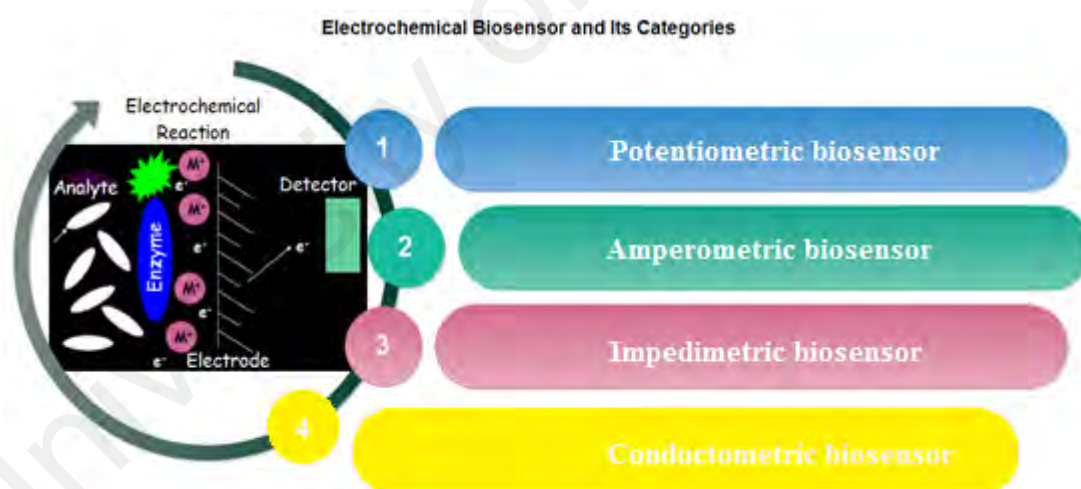 Electrochemical Biosensor and Its Categories
Electrochemical
Reaction
Analyte
Enzyme
M+
e-
M+
e-
M+
e-
M+
e-
Electrode
Detector
e-
1
Potentiometric biosensor
2
Amperometric biosensor
3
Impedimetric biosensor
4
Conductometric biosensor